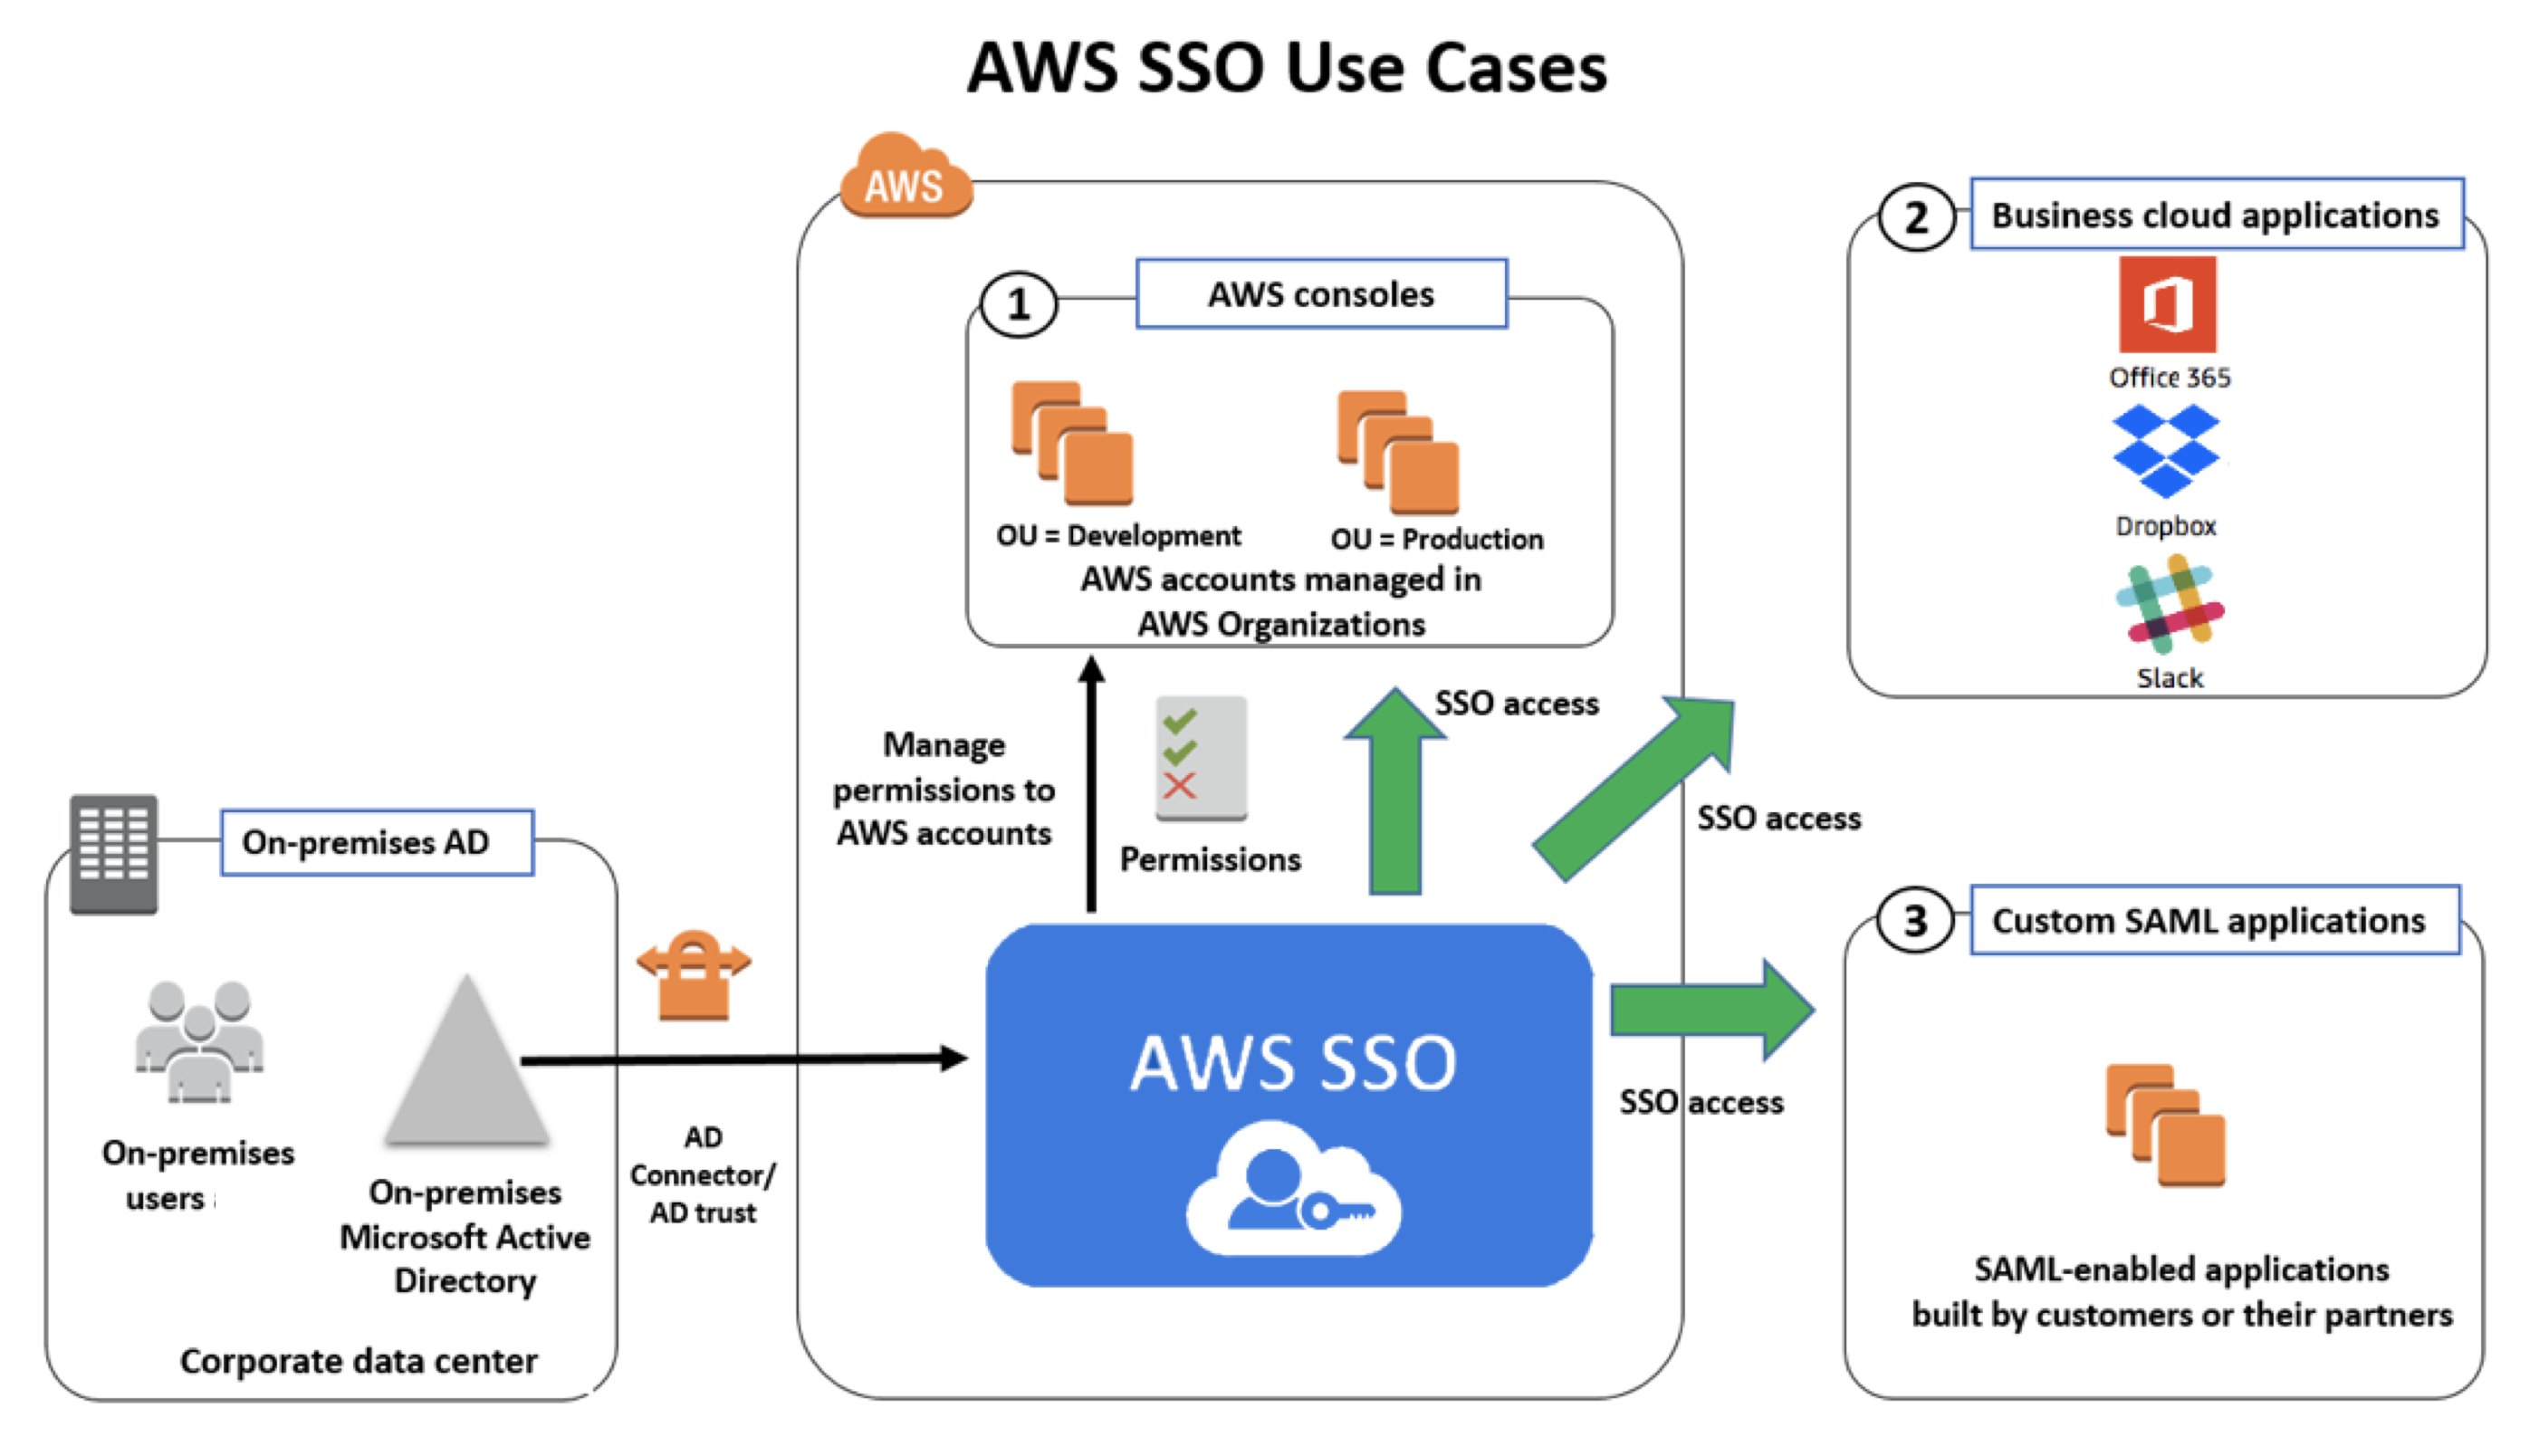 AWS SSO Use Cases
AWS
1
AWS consoles
OU = Development
OU = Production
AWS accounts managed in
AWS Organizations
2
Business cloud applications
Office 365
Dropbox
Slack
Manage
permissions to
AWS accounts
Permissions
SSO access
SSO access
On-premises AD
On-premises
users
On-premises
Microsoft Active
Directory
Corporate data center
AD
Connector/
AD trust
AWS SSO
SSO access
3
Custom SAML applications
SAML-enabled applications
built by customers or their partners